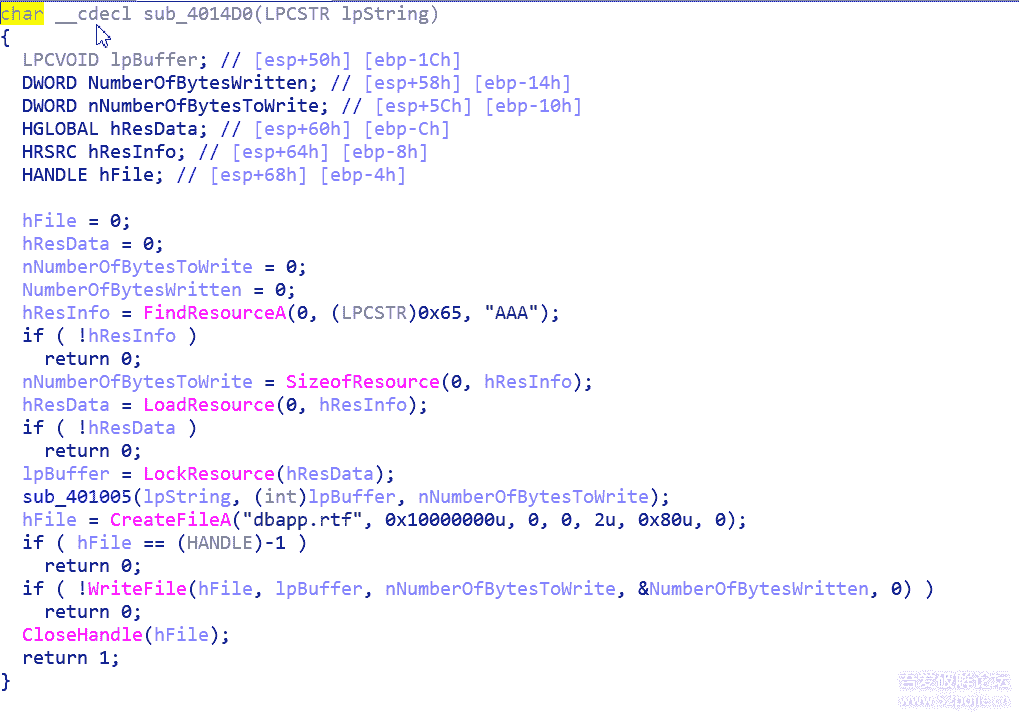 char __cdecl sub_4014D0(LPCSTR lpString)
{
  LPCVOID lpBuffer; // [esp+50h] [ebp-1Ch]
  DWORD NumberOfBytesWritten; // [esp+58h] [ebp-14h]
  DWORD nNumberOfBytesToWrite; // [esp+5Ch] [ebp-10h]
  HGLOBAL hResData; // [esp+60h] [ebp-Ch]
  HRSRC hResInfo; // [esp+64h] [ebp-8h]
  HANDLE hFile; // [esp+68h] [ebp-4h]

  hFile = 0;
  hResData = 0;
  nNumberOfBytesToWrite = 0;
  NumberOfBytesWritten = 0;
  hResInfo = FindResourceA(0, (LPCSTR)0x65, "AAA");
  if ( !hResInfo )
    return 0;
  nNumberOfBytesToWrite = SizeofResource(0, hResInfo);
  hResData = LoadResource(0, hResInfo);
  if ( !hResData )
    return 0;
  lpBuffer = LockResource(hResData);
  sub_401005(lpString, (int)lpBuffer, nNumberOfBytesToWrite);
  hFile = CreateFileA("dbapp.rtf", 0x10000000u, 0, 0, 2u, 0x80u, 0);
  if ( hFile == (HANDLE)-1 )
    return 0;
  if ( !WriteFile(hFile, lpBuffer, nNumberOfBytesToWrite, &NumberOfBytesWritten, 0) )
    return 0;
  CloseHandle(hFile);
  return 1;
}
吾爱破解论坛
www.52pojie.cn